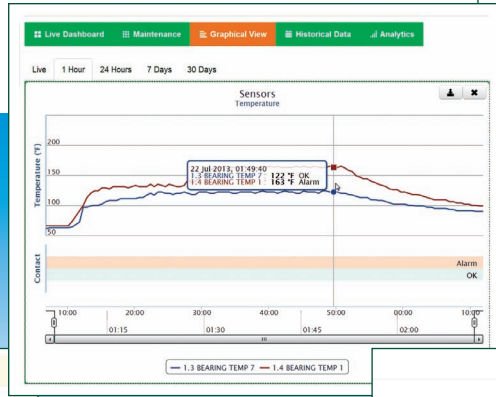 Live Dashboard Maintenance Graphical View Historical Data Analytics
Live 1 Hour 24 Hours 7 Days 30 Days
Sensors
Temperature
Temperature (°F)
200
150
100
50
22 Jul 2013, 01:49:40
1.3 BEARING TEMP 7 : 122 °F OK
1.4 BEARING TEMP 1 : 163 °F Alarm
Contact
Alarm
OK
10:00 20:00 30:00 40:00 50:00 00:00 10:00
01:15 01:30 01:45 02:00
1.3 BEARING TEMP 7 1.4 BEARING TEMP 1